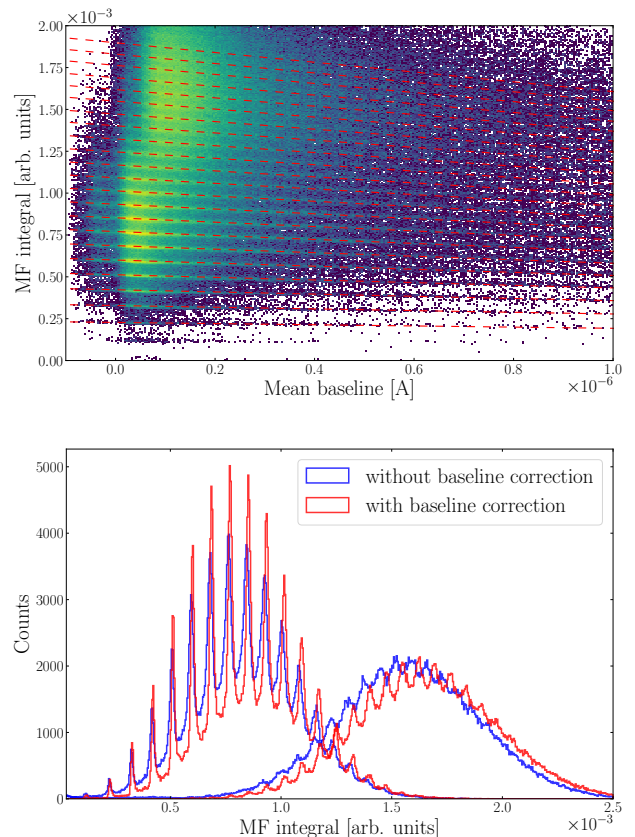 ×10⁻³
2.00
1.75
1.50
1.25
1.0
0.75
0.50
0.25
0.00
MF integral [arb. units]
0.0 0.2 0.4 0.6 0.8 1.0
Mean baseline [A]
×10⁻⁶
5000
4000
3000
2000
1000
0
Counts
without baseline correction
with baseline correction
0.5 1.0 1.5 2.0 2.5
MF integral [arb. units]
×10⁻³